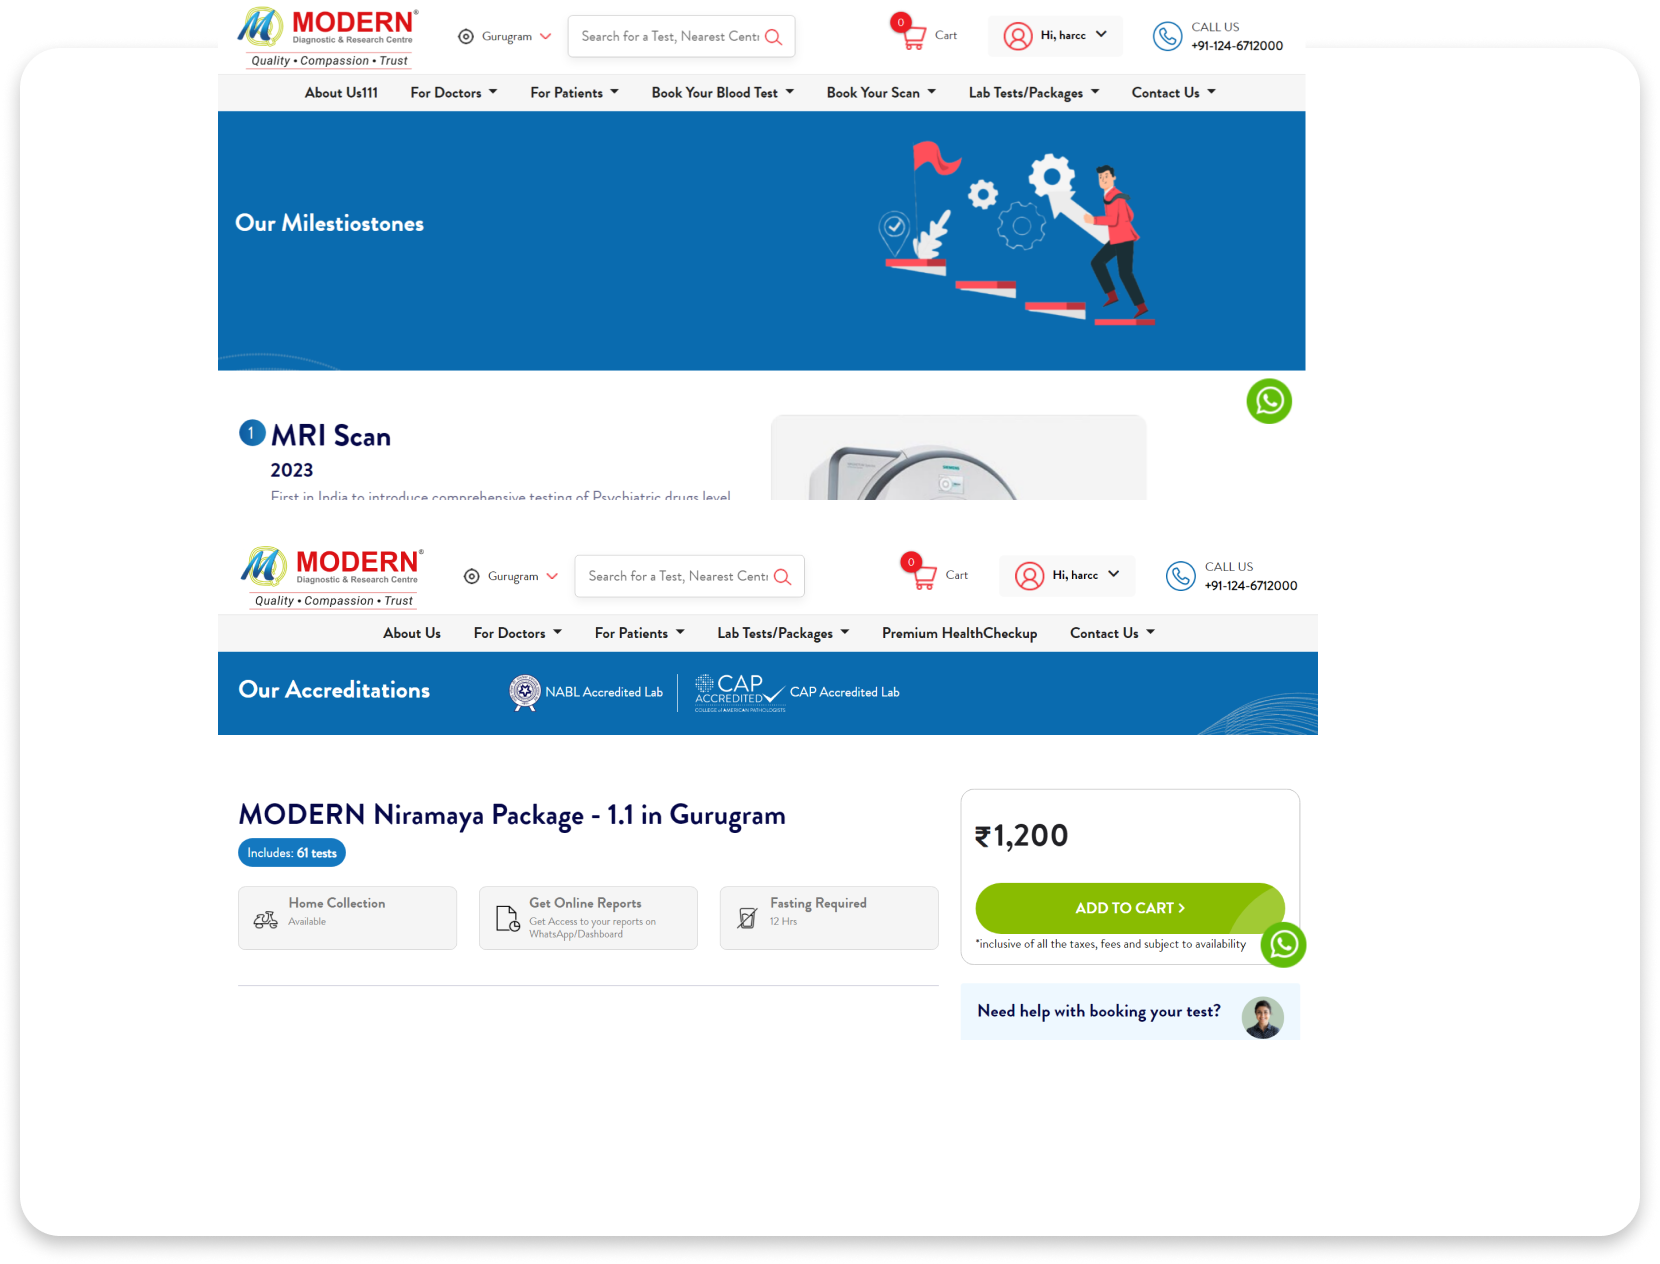 MODERN®
Diagnostic & Research Centre
Quality • Compassion • Trust
Gurugram
Search for a Test, Nearest Cent
0
Cart
Hi, harcc
CALL US
+91-124-6712000
About Us111 For Doctors For Patients Book Your Blood Test Book Your Scan Lab Tests/Packages Contact Us
Our Milestiostones
1 MRI Scan
2023
First in India to introduce comprehensive testing of Psychiatric drugs level
SIEMENS
MODERN®
Diagnostic & Research Centre
Quality • Compassion • Trust
Gurugram
Search for a Test, Nearest Cent
0
Cart
Hi, harcc
CALL US
+91-124-6712000
About Us For Doctors For Patients Lab Tests/Packages Premium HealthCheckup Contact Us
Our Accreditations
NABL Accredited Lab
CAP
ACCREDITED
COLLEGE of AMERICAN PATHOLOGISTS
CAP Accredited Lab
MODERN Niramaya Package - 1.1 in Gurugram
Includes: 61 tests
Home Collection
Available
Get Online Reports
Get Access to your reports on
WhatsApp/Dashboard
Fasting Required
12 Hrs
₹1,200
ADD TO CART >
*inclusive of all the taxes, fees and subject to availability
Need help with booking your test?